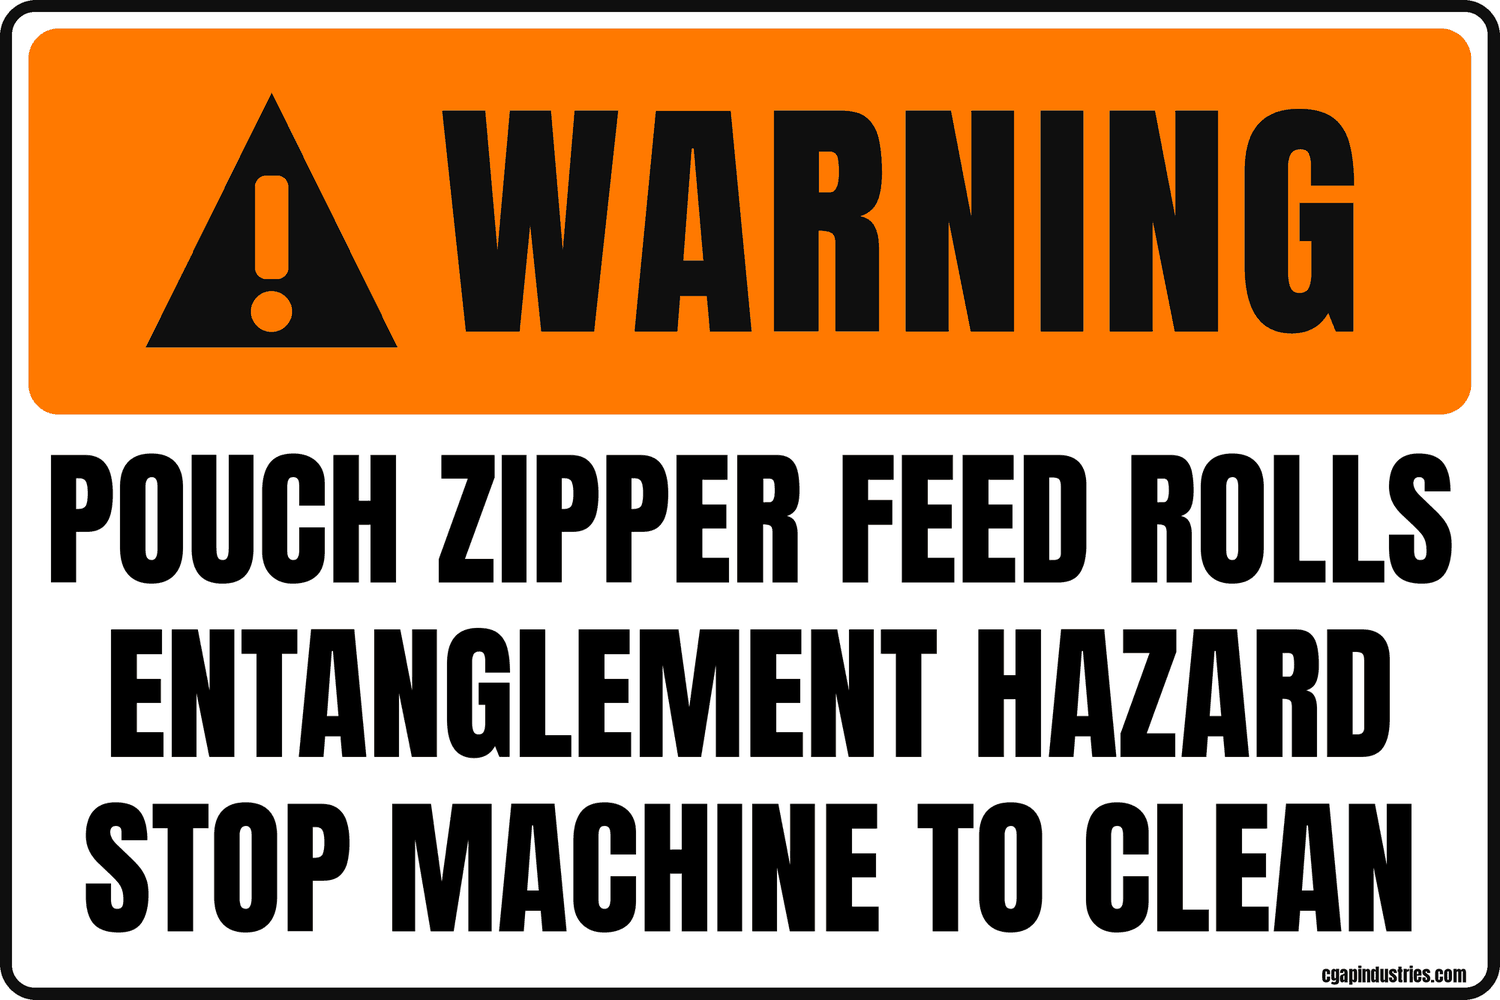 WARNING
POUCH ZIPPER FEED ROLLS
ENTANGLEMENT HAZARD
STOP MACHINE TO CLEAN
cgapindustries.com